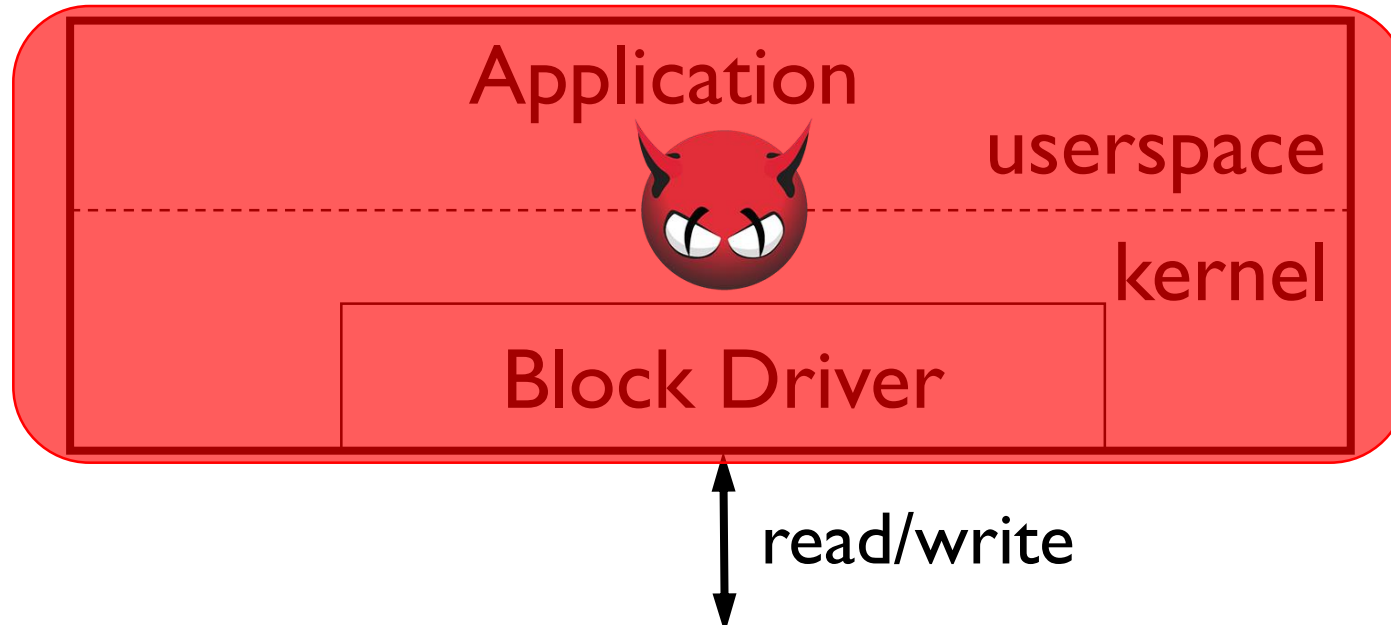 Application
userspace
kernel
Block Driver
read/write